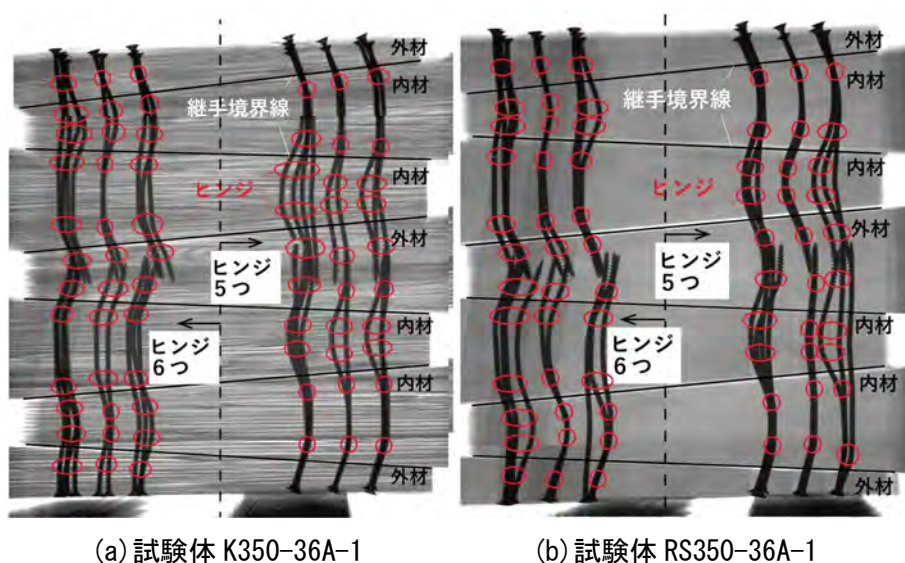 外材
内材
継手境界線
内材
ヒンジ
外材
ヒンジ
5つ
ヒンジ
6つ
内材
内材
外材
外材
内材
継手境界線
内材
ヒンジ
外材
ヒンジ
5つ
ヒンジ
6つ
内材
内材
外材
(a)試験体 K350-36A-1
(b)試験体 RS350-36A-1